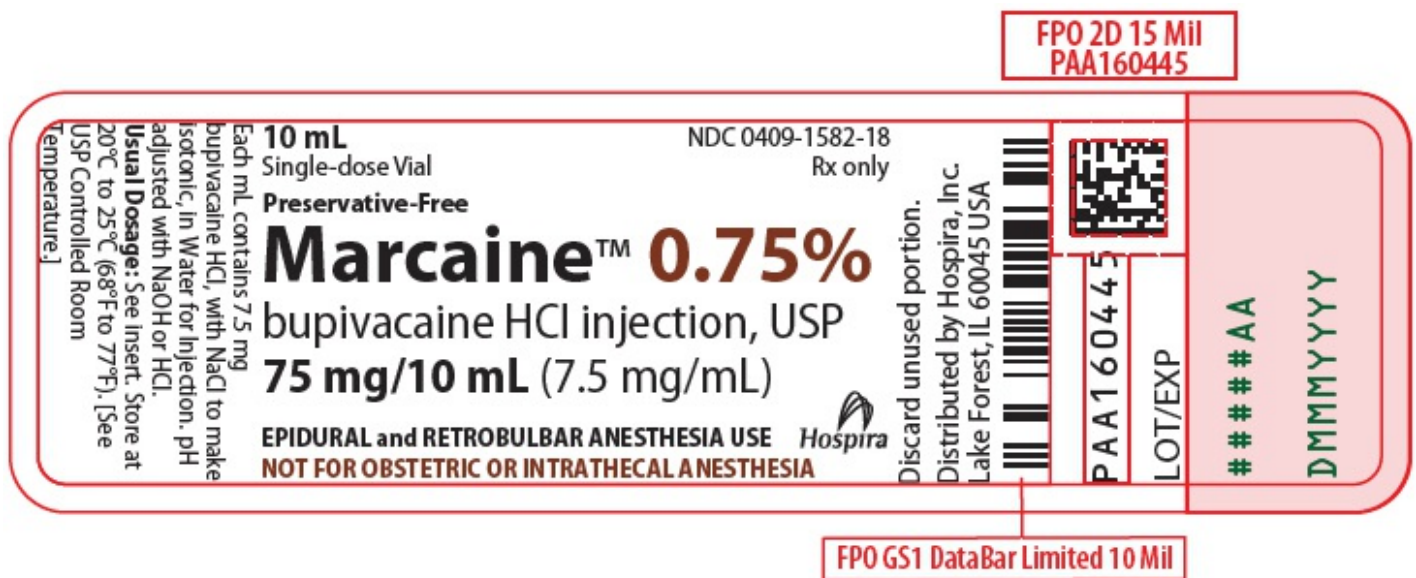 FPO 2D 15 Mil
PAA160445
Each mL contains 7.5 mg
bupivacaine HCl, with NaCl to make
isotonic, in Water for Injection. pH
adjusted with NaOH or HCl.
Usual Dosage: See insert. Store at
20°C to 25°C (68°F to 77°F). [See
USP Controlled Room
Temperature.]
10 mL
NDC 0409-1582-18
Single-dose Vial
Rx only
Preservative-Free
Marcaine™ 0.75%
bupivacaine HCl injection, USP
75 mg/10 mL (7.5 mg/mL)
EPIDURAL and RETROBULBAR ANESTHESIA USE
NOT FOR OBSTETRIC OR INTRATHECAL ANESTHESIA
Hospira
Discard unused portion.
Distributed by Hospira, Inc.
Lake Forest, IL 60045 USA
PAA160445
LOT/EXP
#####AA
DMMMYYYY
FPO GS1 DataBar Limited 10 Mil